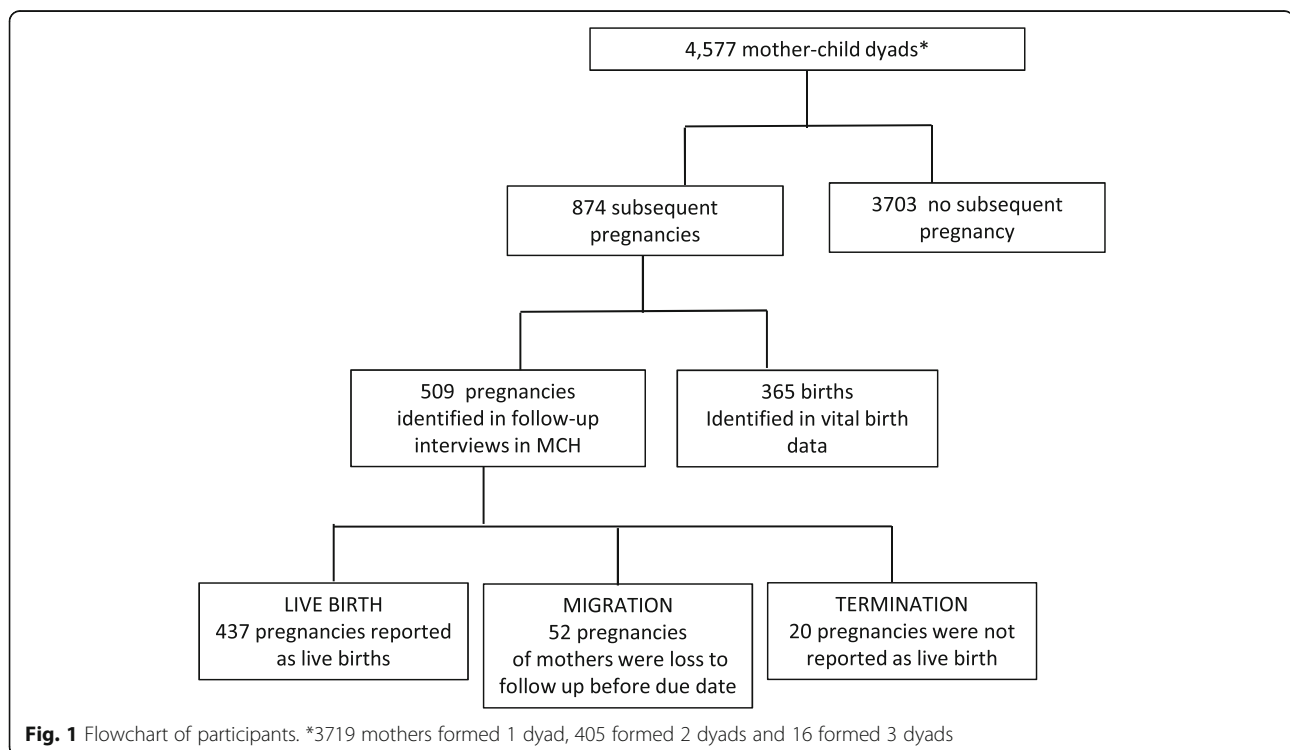 4,577 mother-child dyads*
874 subsequent
pregnancies
3703 no subsequent
pregnancy
509 pregnancies
identified in follow-up
interviews in MCH
365 births
Identified in vital birth
data
LIVE BIRTH
437 pregnancies reported
as live births
MIGRATION
52 pregnancies
of mothers were loss to
follow up before due date
TERMINATION
20 pregnancies were not
reported as live birth
Fig. 1 Flowchart of participants. *3719 mothers formed 1 dyad, 405 formed 2 dyads and 16 formed 3 dyads